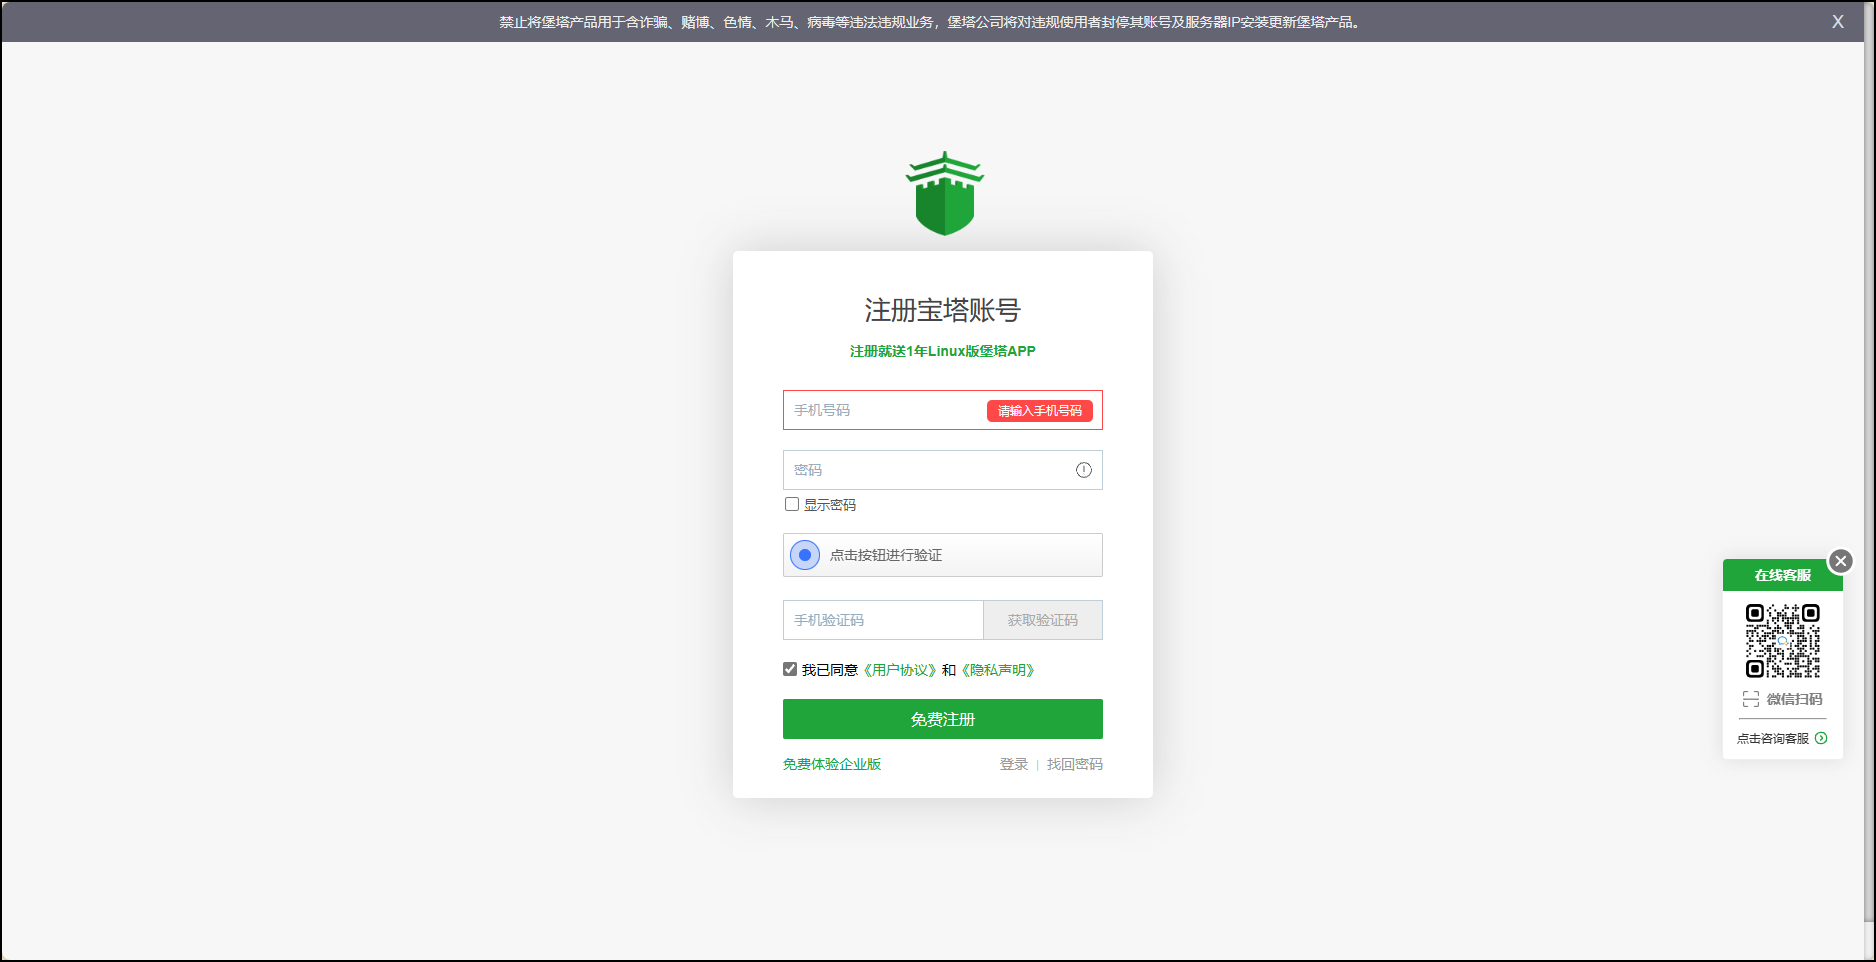 禁止将堡塔产品用于含诈骗、赌博、色情、木马、病毒等违法违规业务，堡塔公司将对违规使用者封停其账号及服务器IP安装更新堡塔产品。
X
注册宝塔账号
注册就送1年Linux版堡塔APP
手机号码
请输入手机号码
密码
显示密码
点击按钮进行验证
手机验证码
获取验证码
我已同意《用户协议》和《隐私声明》
免费注册
免费体验企业版
登录 | 找回密码
在线客服
微信扫码
点击咨询客服